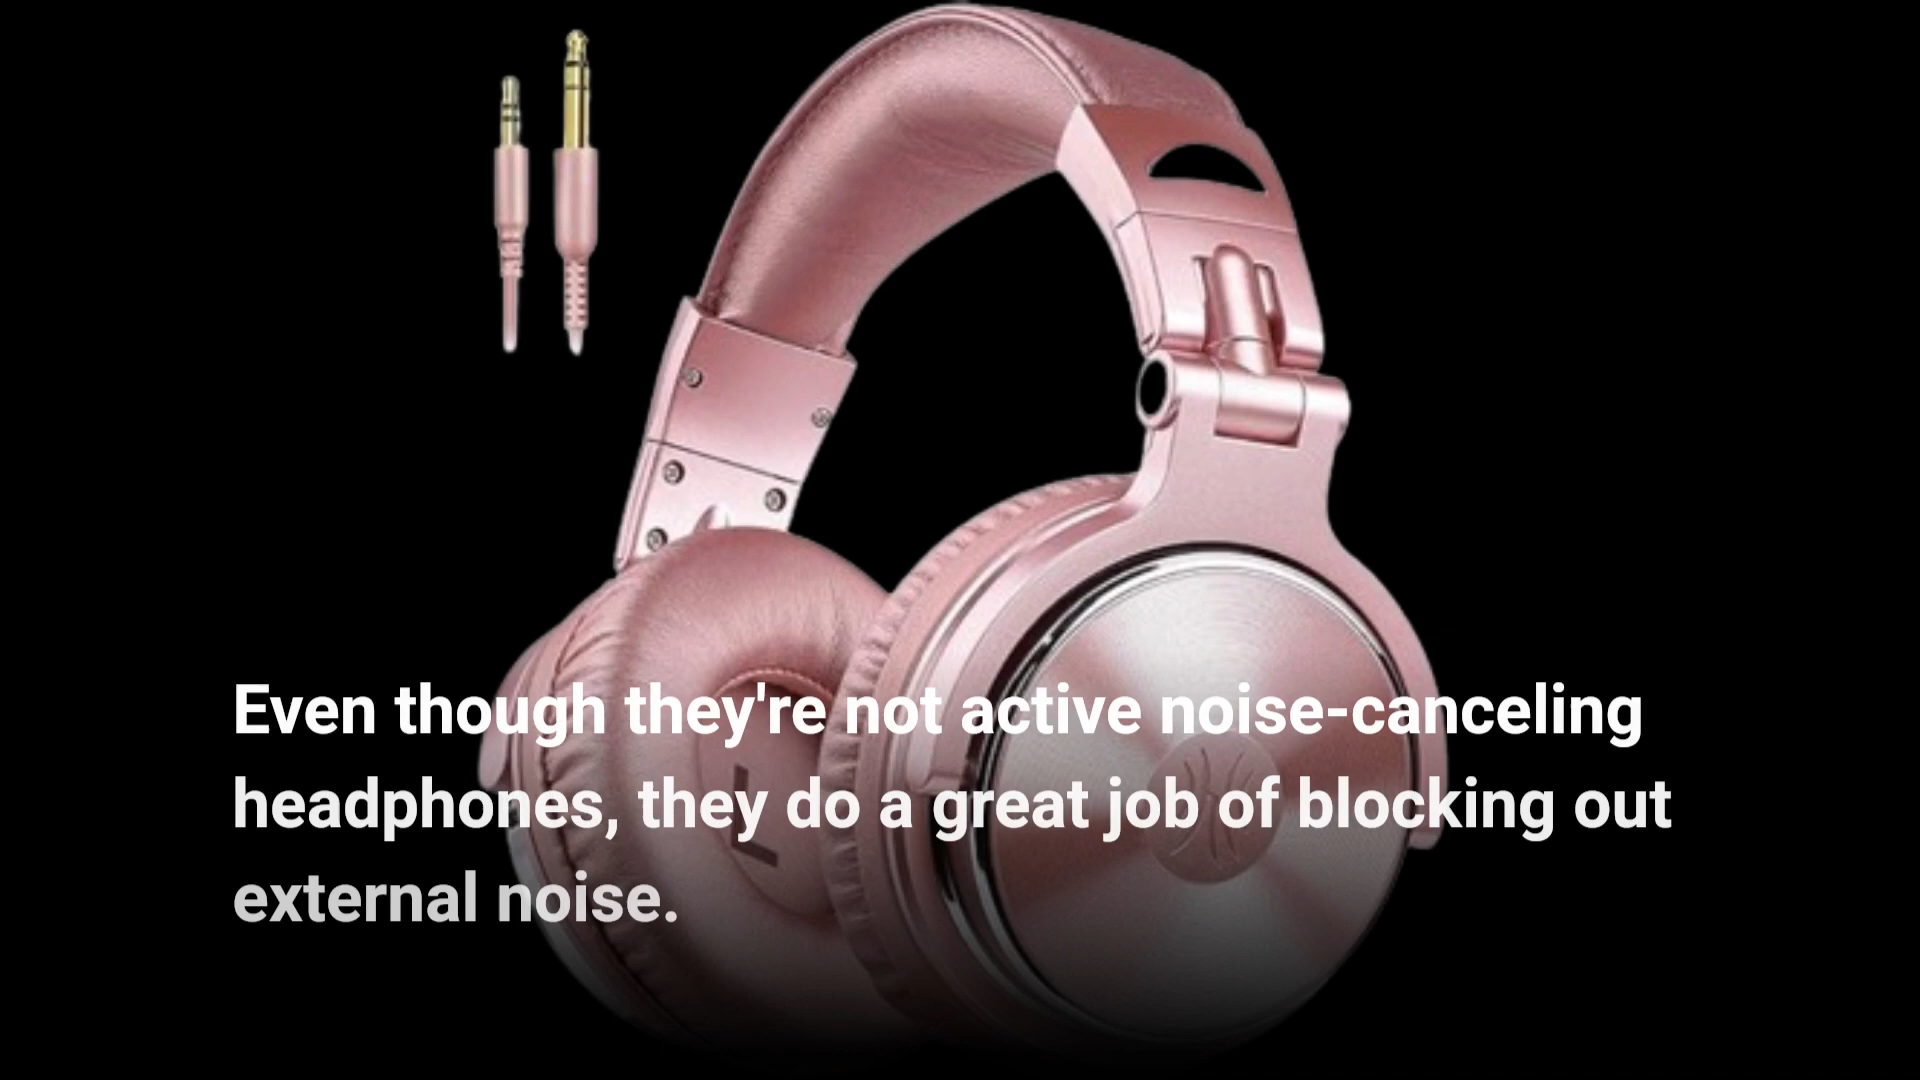 Even though they're not active noise-canceling
headphones, they do a great job of blocking out
external noise.